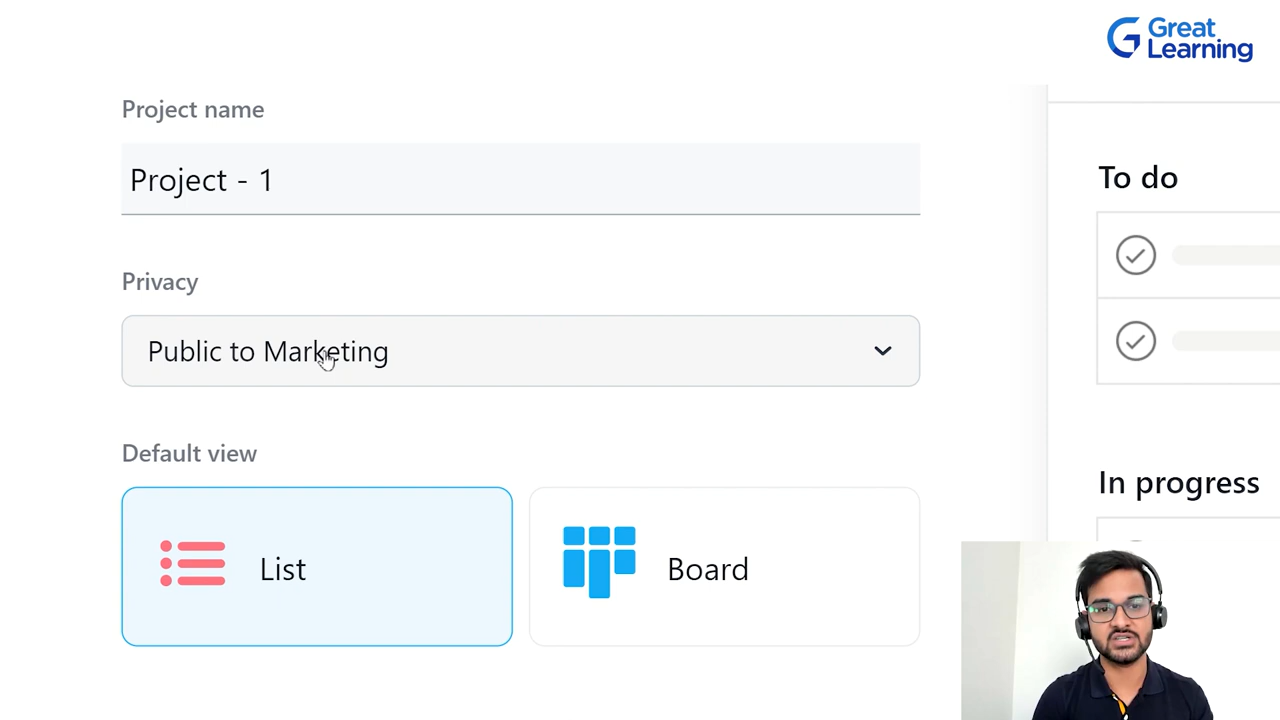 Great
Learning
Project name
Project - 1
Privacy
Public to Marketing
Default view
List
Board
To do
In progress